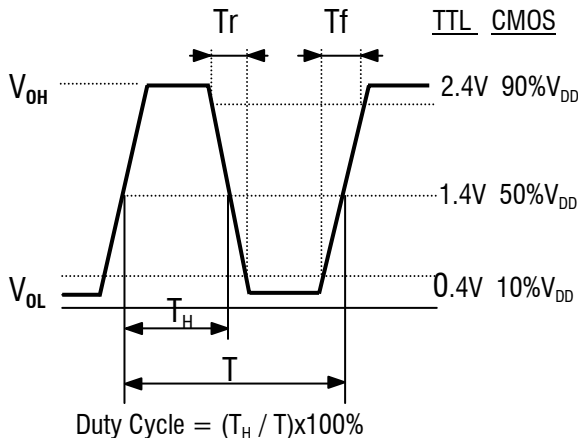 Tr Tf TTL CMOS
VOH 2.4V 90%VDD
1.4V 50%VDD
VOL 0.4V 10%VDD
TH
T
Duty Cycle = (TH / T)x100%